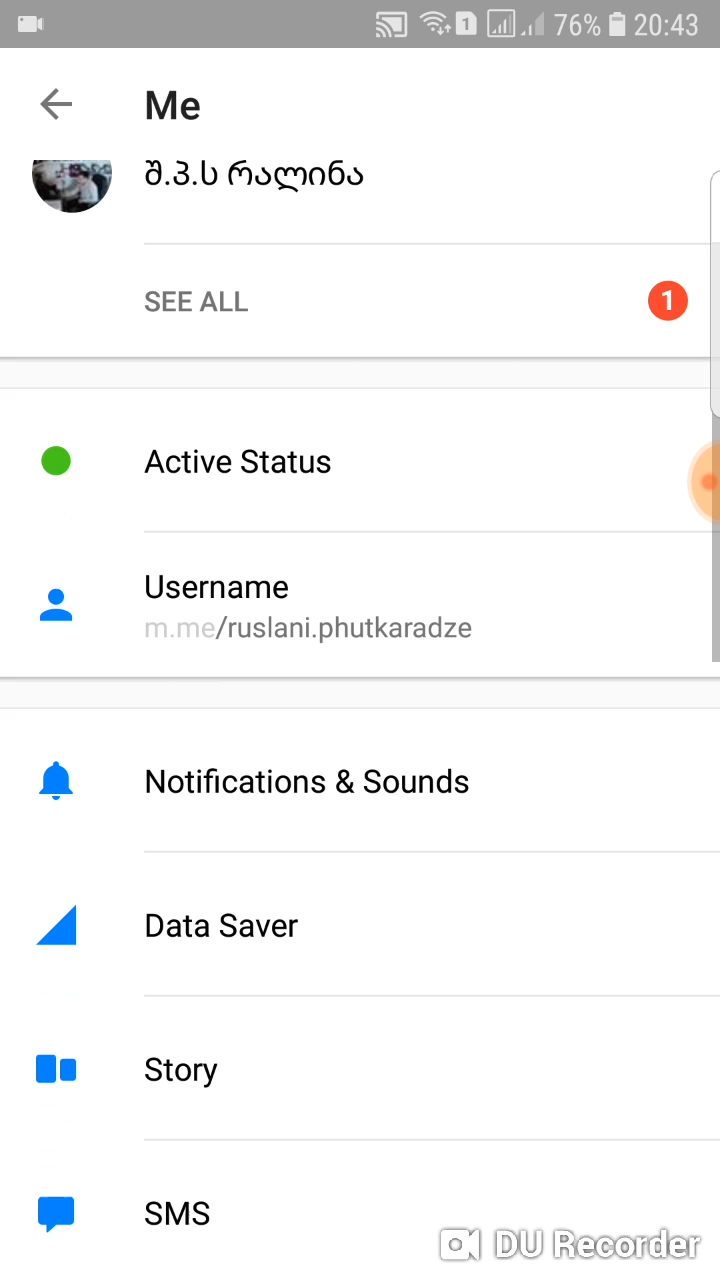 1 76% 20:43
Me
შ.პ.ს რალინა
SEE ALL 1
Active Status
Username
m.me/ruslani.phutkaradze
Notifications & Sounds
Data Saver
Story
SMS
DU Recorder